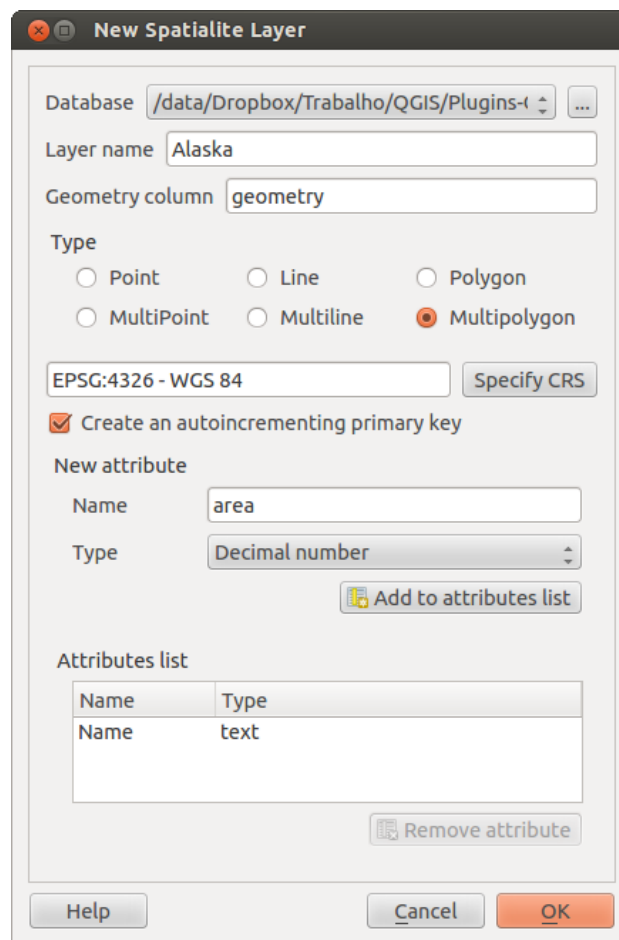 New Spatialite Layer
Database /data/Dropbox/Trabalho/QGIS/Plugins-( ...
Layer name Alaska
Geometry column geometry
Type
Point Line Polygon
MultiPoint Multiline Multipolygon
EPSG:4326 - WGS 84 Specify CRS
Create an autoincrementing primary key
New attribute
Name area
Type Decimal number
Add to attributes list
Attributes list
Name Type
Name text
Remove attribute
Help Cancel OK